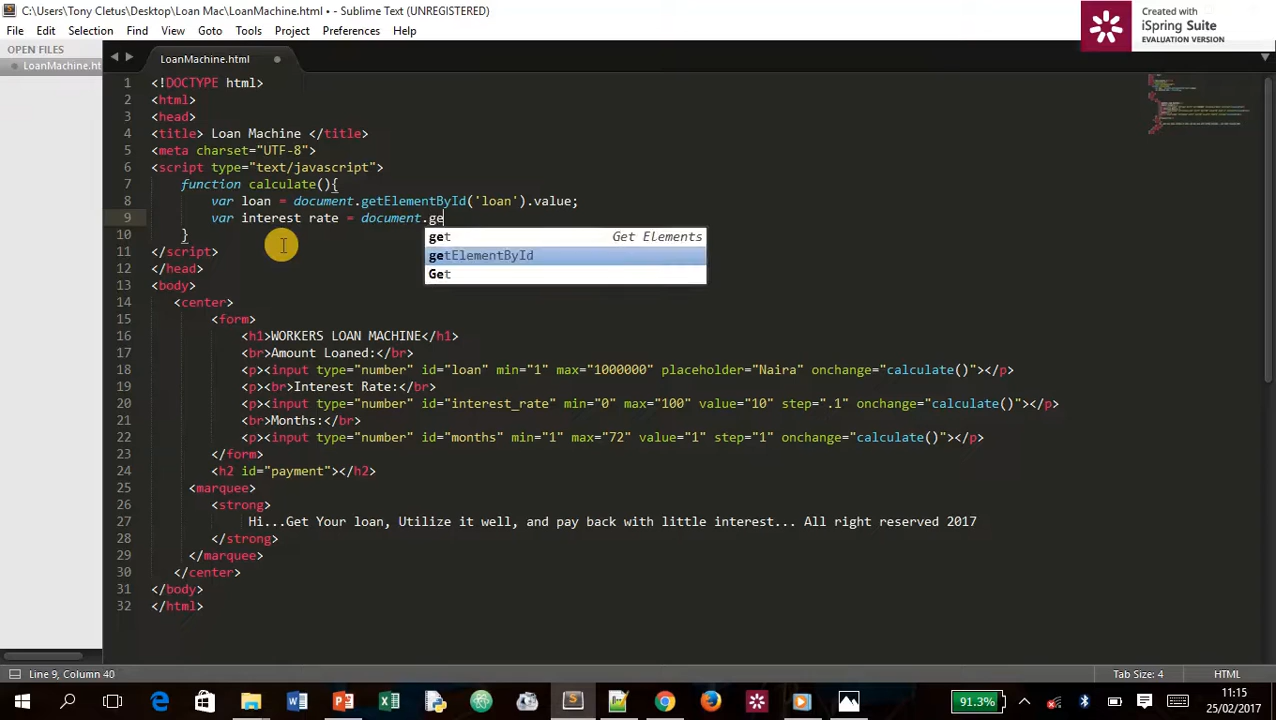 C:\Users\Tony Cletus\Desktop\Loan Mac\LoanMachine.html • - Sublime Text (UNREGISTERED)
Created with
iSpring Suite
EVALUATION VERSION
File Edit Selection Find View Goto Tools Project Preferences Help
OPEN FILES
LoanMachine.ht
LoanMachine.html
1 <!DOCTYPE html>
2 <html>
3 <head>
4 <title> Loan Machine </title>
5 <meta charset="UTF-8">
6 <script type="text/javascript">
7 function calculate(){
8 var loan = document.getElementById('loan').value;
9 var interest rate = document.ge
get Get Elements
getElementById
Get
10 }
11 </script>
12 </head>
13 <body>
14 <center>
15 <form>
16 <h1>WORKERS LOAN MACHINE</h1>
17 <br>Amount Loaned:</br>
18 <p><input type="number" id="loan" min="1" max="1000000" placeholder="Naira" onchange="calculate()"></p>
19 <p><br>Interest Rate:</br>
20 <p><input type="number" id="interest_rate" min="0" max="100" value="10" step=".1" onchange="calculate()"></p>
21 <br>Months:</br>
22 <p><input type="number" id="months" min="1" max="72" value="1" step="1" onchange="calculate()"></p>
23 </form>
24 <h2 id="payment"></h2>
25 <marquee>
26 <strong>
27 Hi...Get Your loan, Utilize it well, and pay back with little interest... All right reserved 2017
28 </strong>
29 </marquee>
30 </center>
31 </body>
32 </html>
Line 9, Column 40
Tab Size: 4
HTML
91.3%
11:15
25/02/2017